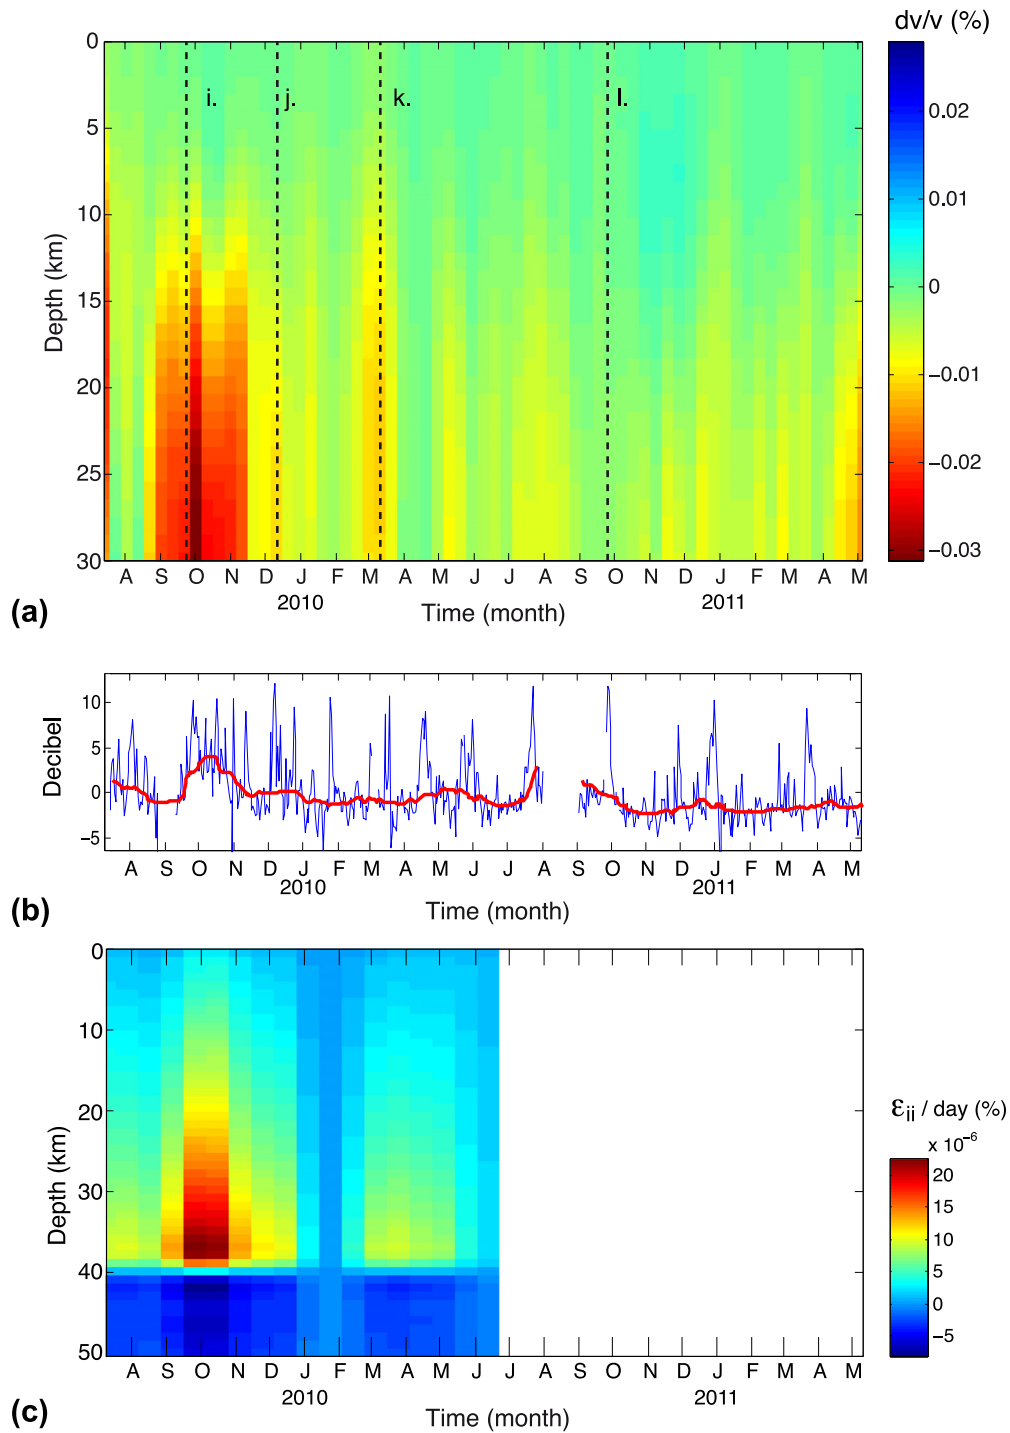 dv/v (%)
0
5
10
15
20
25
30
Depth (km)
i.
j.
k.
l.
0.02
0.01
0
−0.01
−0.02
−0.03
A S O N D J F M A M J J A S O N D J F M A M
2010
2011
(a)
Time (month)
10
5
0
−5
Decibel
A S O N D J F M A M J J A S O N D J F M A M
2010
2011
(b)
Time (month)
0
10
20
30
40
50
Depth (km)
εii / day (%)
x 10−6
20
15
10
5
0
−5
A S O N D J F M A M J J A S O N D J F M A M
2010
2011
(c)
Time (month)